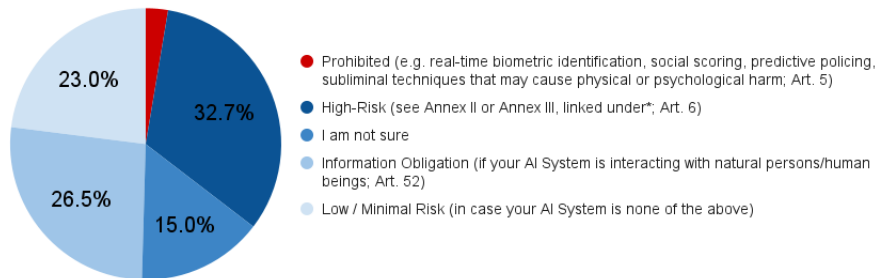 Prohibited (e.g. real-time biometric identification, social scoring, predictive policing,
subliminal techniques that may cause physical or psychological harm; Art. 5)
High-Risk (see Annex II or Annex III, linked under*; Art. 6)
I am not sure
Information Obligation (if your AI System is interacting with natural persons/human
beings; Art. 52)
Low / Minimal Risk (in case your AI System is none of the above)
23.0%
32.7%
26.5%
15.0%